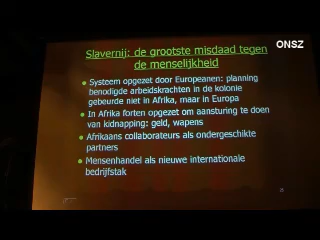 ONSZ
Slavernij: de grootste misdaad tegen
de menselijkheid
Systeem opgezet door Europeanen: planning
benodigde arbeidskrachten in de kolonie
gebeurde niet in Afrika, maar in Europa
In Afrika forten opgezet om aansturing te doen
van kidnapping: geld, wapens
Afrikaans collaborateurs als ondergeschikte
partners
Mensenhandel als nieuwe internationale
bedrijfstak